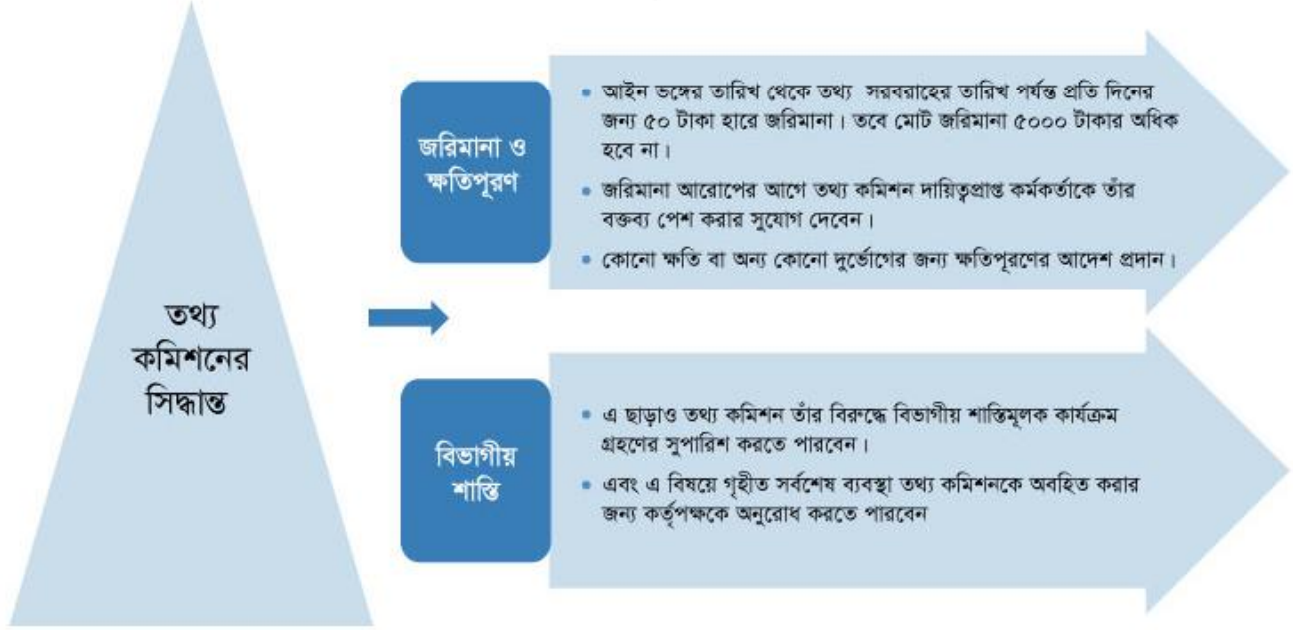 তথ্য
কমিশনের
সিদ্ধান্ত
জরিমানা ও
ক্ষতিপূরণ
আইন ভঙ্গের তারিখ থেকে তথ্য সরবরাহের তারিখ পর্যন্ত প্রতি দিনের
জন্য ৫০ টাকা হারে জরিমানা। তবে মোট জরিমানা ৫০০০ টাকার অধিক
হবে না।
জরিমানা আরোপের আগে তথ্য কমিশন দায়িত্বপ্রাপ্ত কর্মকর্তাকে তাঁর
বক্তব্য পেশ করার সুযোগ দেবেন।
কোনো ক্ষতি বা অন্য কোনো দুর্ভোগের জন্য ক্ষতিপূরণের আদেশ প্রদান।
বিভাগীয়
শাস্তি
এ ছাড়াও তথ্য কমিশন তাঁর বিরুদ্ধে বিভাগীয় শাস্তিমূলক কার্যক্রম
গ্রহণের সুপারিশ করতে পারবেন।
এবং এ বিষয়ে গৃহীত সর্বশেষ ব্যবস্থা তথ্য কমিশনকে অবহিত করার
জন্য কর্তৃপক্ষকে অনুরোধ করতে পারবেন